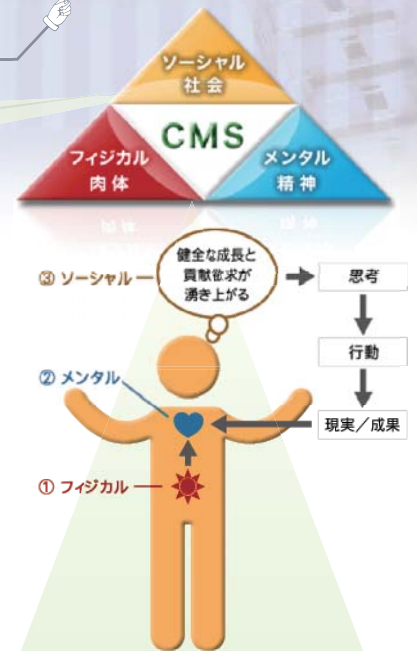 ソーシャル
社会
CMS
フィジカル
肉体
メンタル
精神
健全な成長と
貢献欲求が
湧き上がる
③ ソーシャル
思考
行動
② メンタル
現実／成果
① フィジカル